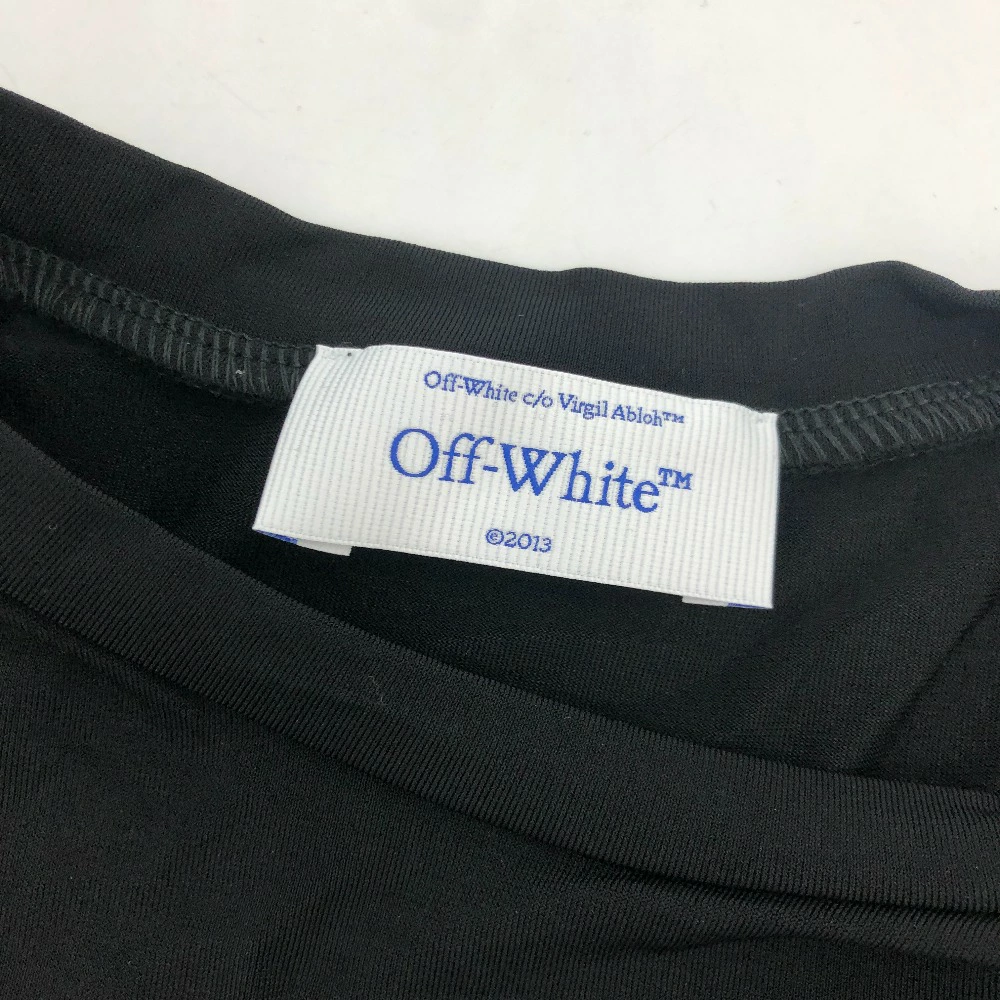 Off-White c/o Virgil Abloh™
Off-White™
©2013